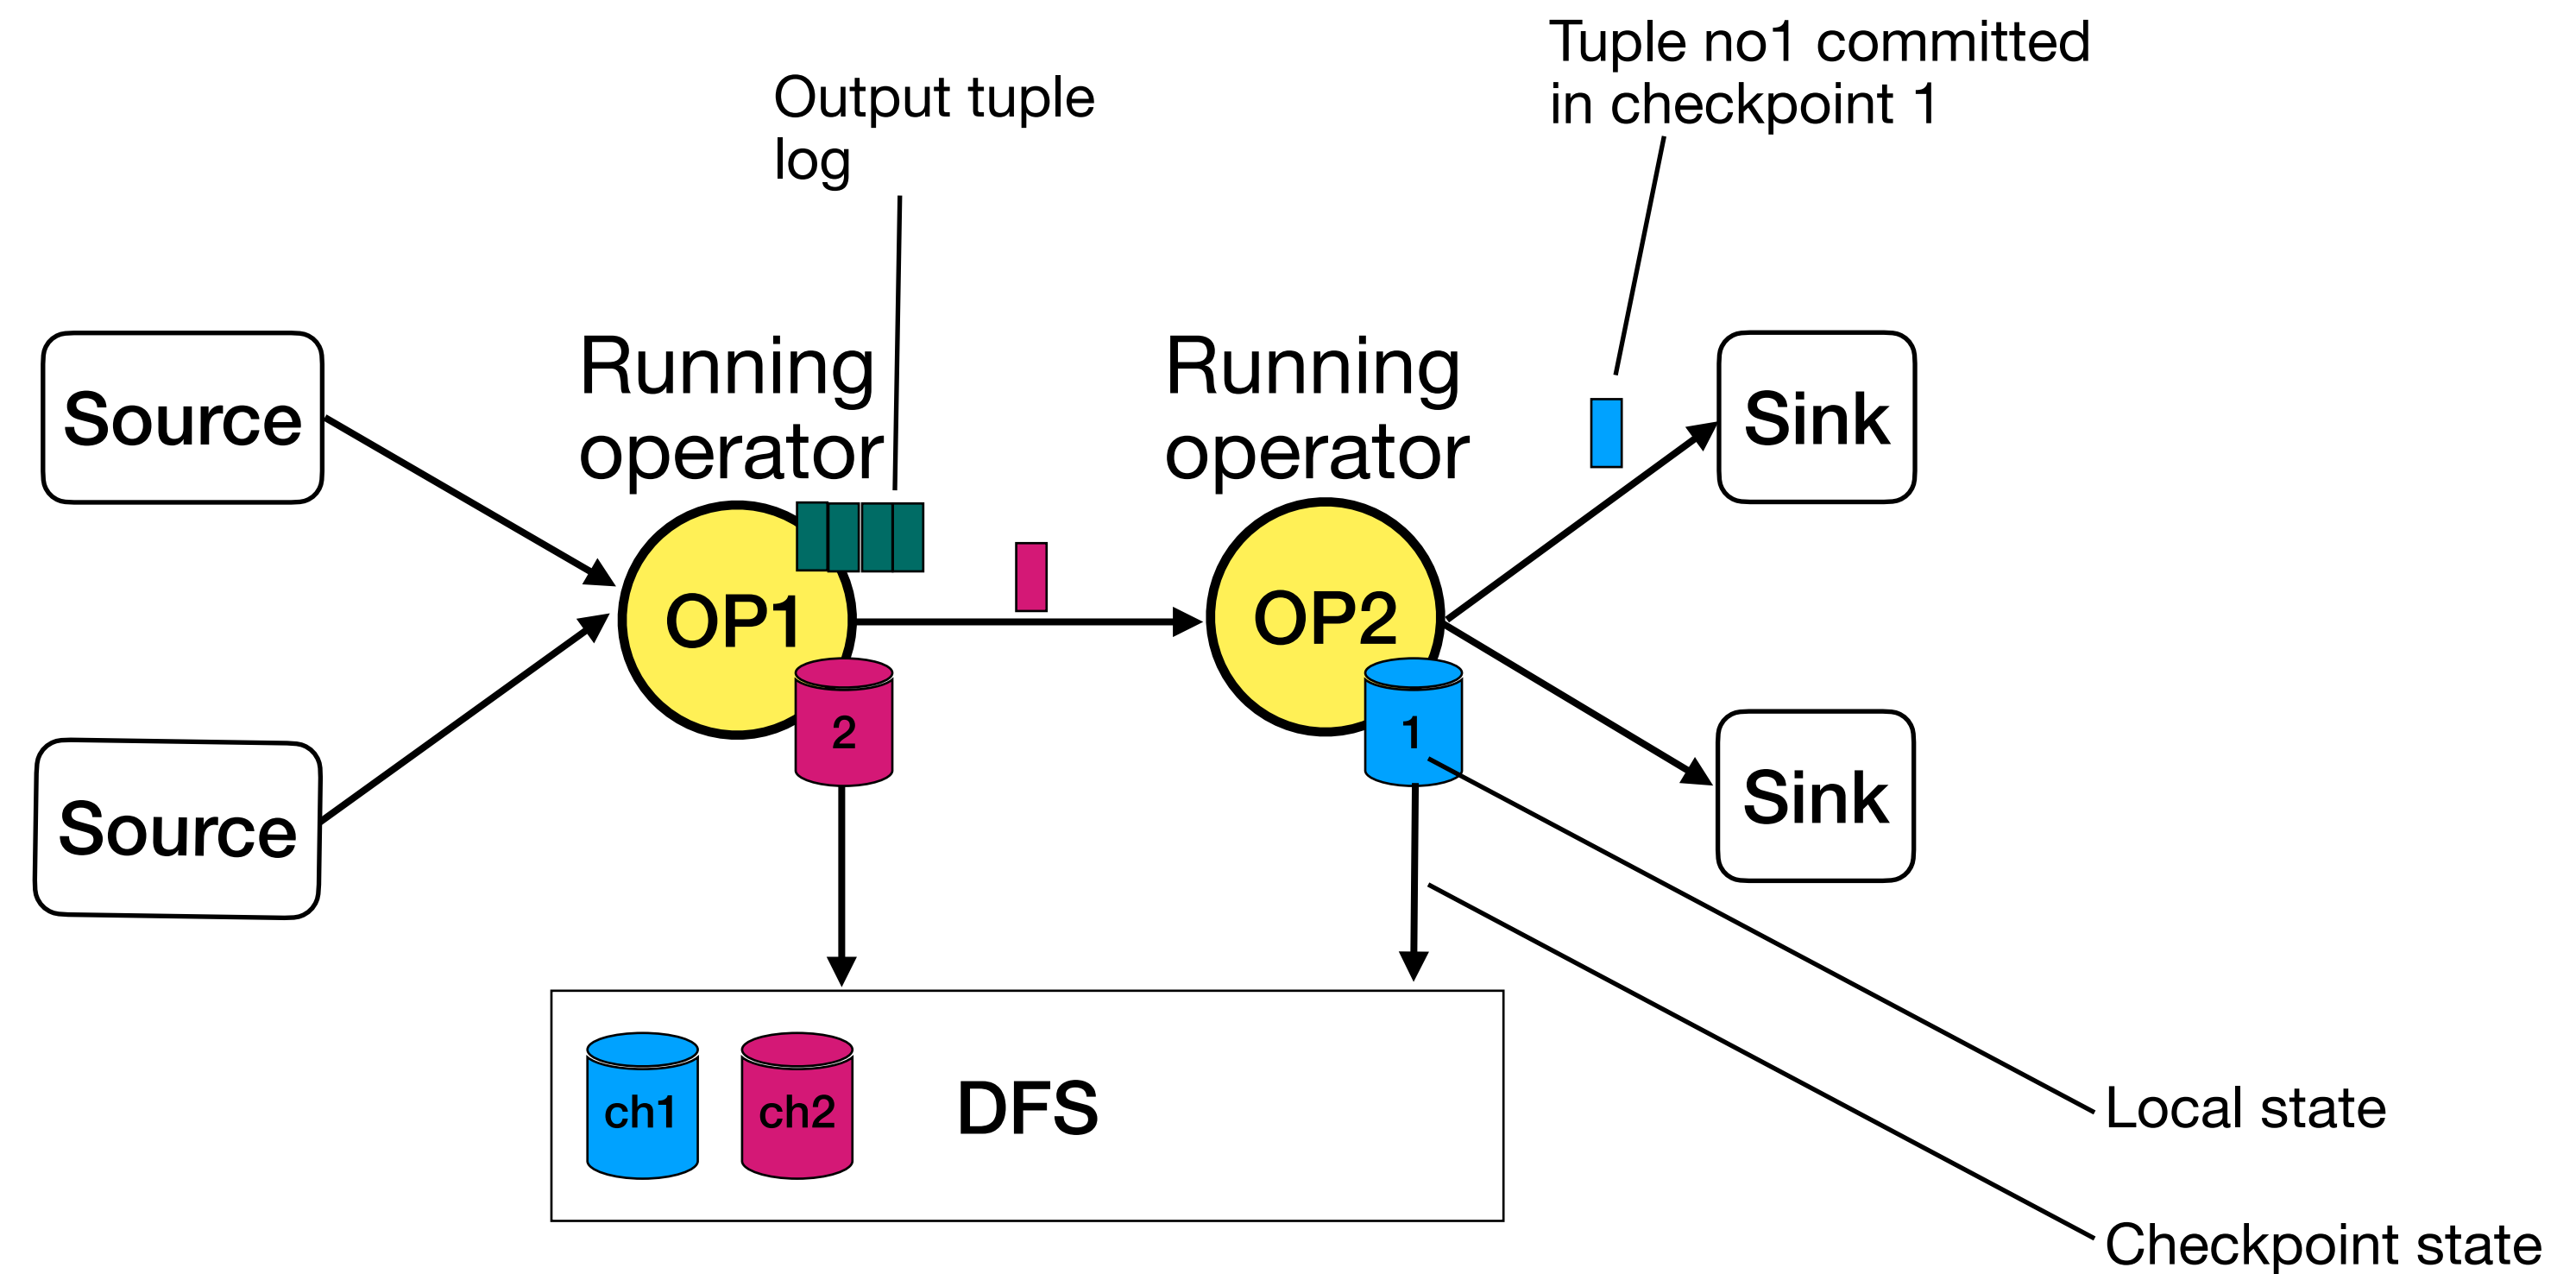 Tuple no1 committed
in checkpoint 1
Output tuple
log
Running
operator
Running
operator
Source
Sink
OP1
OP2
2
1
Source
Sink
ch1
ch2
DFS
Local state
Checkpoint state